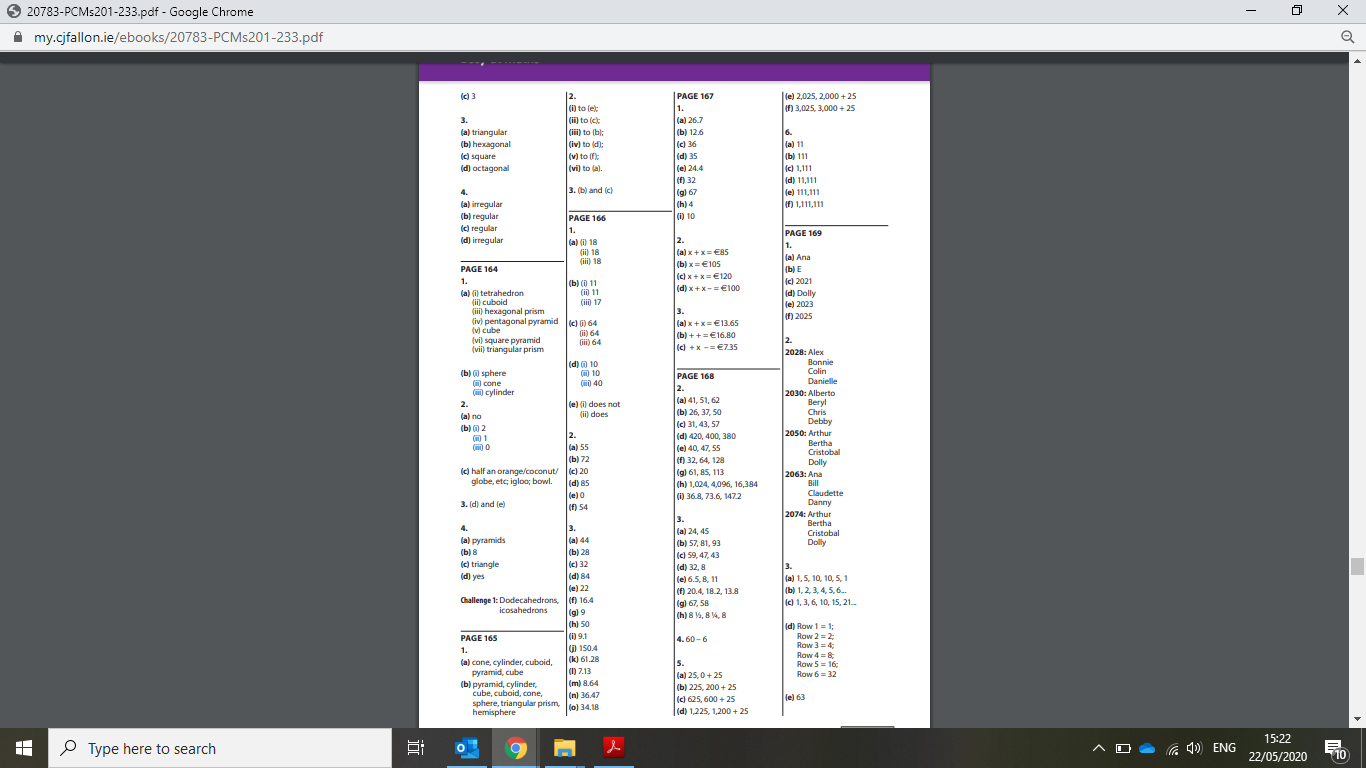 20783-PCMs201-233.pdf - Google Chrome
my.cjfallon.ie/ebooks/20783-PCMs201-233.pdf
(c) 3
3.
(a) triangular
(b) hexagonal
(c) square
(d) octagonal
4.
(a) irregular
(b) regular
(c) regular
(d) irregular
PAGE 164
1.
(a) (i) tetrahedron
(ii) cuboid
(iii) hexagonal prism
(iv) pentagonal pyramid
(v) cube
(vi) square pyramid
(vii) triangular prism
(b) (i) sphere
(ii) cone
(iii) cylinder
2.
(a) no
(b) (i) 2
(ii) 1
(iii) 0
(c) half an orange/coconut/
globe, etc; igloo; bowl.
3. (d) and (e)
4.
(a) pyramids
(b) 8
(c) triangle
(d) yes
Challenge 1: Dodecahedrons,
icosahedrons
PAGE 165
1.
(a) cone, cylinder, cuboid,
pyramid, cube
(b) pyramid, cylinder,
cube, cuboid, cone,
sphere, triangular prism,
hemisphere
2.
(i) to (e);
(ii) to (c);
(iii) to (b);
(iv) to (d);
(v) to (f);
(vi) to (a).
3. (b) and (c)
PAGE 166
1.
(a) (i) 18
(ii) 18
(iii) 18
(b) (i) 11
(ii) 11
(iii) 17
(c) (i) 64
(ii) 64
(iii) 64
(d) (i) 10
(ii) 10
(iii) 40
(e) (i) does not
(ii) does
2.
(a) 55
(b) 72
(c) 20
(d) 85
(e) 0
(f) 54
3.
(a) 44
(b) 28
(c) 32
(d) 84
(e) 22
(f) 16.4
(g) 9
(h) 50
(i) 9.1
(j) 150.4
(k) 61.28
(l) 7.13
(m) 8.64
(n) 36.47
(o) 34.18
PAGE 167
1.
(a) 26.7
(b) 12.6
(c) 36
(d) 35
(e) 24.4
(f) 32
(g) 67
(h) 4
(i) 10
2.
(a) x + x = €85
(b) x = €105
(c) x + x = €120
(d) x + x – = €100
3.
(a) x + x = €13.65
(b) + + = €16.80
(c) + x – = €7.35
PAGE 168
2.
(a) 41, 51, 62
(b) 26, 37, 50
(c) 31, 43, 57
(d) 420, 400, 380
(e) 40, 47, 55
(f) 32, 64, 128
(g) 61, 85, 113
(h) 1,024, 4,096, 16,384
(i) 36.8, 73.6, 147.2
3.
(a) 24, 45
(b) 57, 81, 93
(c) 59, 47, 43
(d) 32, 8
(e) 6.5, 8, 11
(f) 20.4, 18.2, 13.8
(g) 67, 58
(h) 8 ½, 8 ¼, 8
4. 60 – 6
5.
(a) 25, 0 + 25
(b) 225, 200 + 25
(c) 625, 600 + 25
(d) 1,225, 1,200 + 25
(e) 2,025, 2,000 + 25
(f) 3,025, 3,000 + 25
6.
(a) 11
(b) 111
(c) 1,111
(d) 11,111
(e) 111,111
(f) 1,111,111
PAGE 169
1.
(a) Ana
(b) E
(c) 2021
(d) Dolly
(e) 2023
(f) 2025
2.
2028: Alex
Bonnie
Colin
Danielle
2030: Alberto
Beryl
Chris
Debby
2050: Arthur
Bertha
Cristobal
Dolly
2063: Ana
Bill
Claudette
Danny
2074: Arthur
Bertha
Cristobal
Dolly
3.
(a) 1, 5, 10, 10, 5, 1
(b) 1, 2, 3, 4, 5, 6...
(c) 1, 3, 6, 10, 15, 21...
(d) Row 1 = 1;
Row 2 = 2;
Row 3 = 4;
Row 4 = 8;
Row 5 = 16;
Row 6 = 32
(e) 63
Type here to search
ENG
15:22
22/05/2020
10